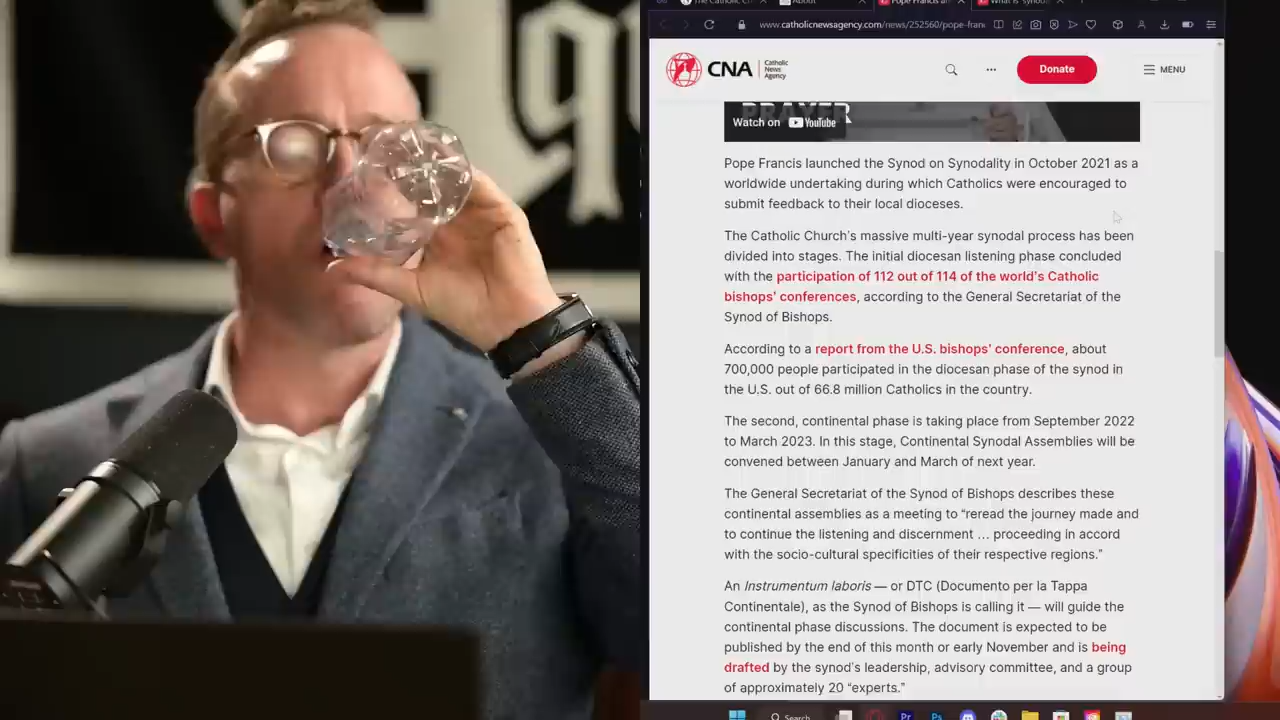 The Catholic C
About
Pope Francis an
What is 'synod
www.catholicnewsagency.com/news/252560/pope-fran
CNA
Catholic
News
Agency
Donate
MENU
PRAYER
Watch on YouTube
Pope Francis launched the Synod on Synodality in October 2021 as a
worldwide undertaking during which Catholics were encouraged to
submit feedback to their local dioceses.
The Catholic Church's massive multi-year synodal process has been
divided into stages. The initial diocesan listening phase concluded
with the participation of 112 out of 114 of the world's Catholic
bishops' conferences, according to the General Secretariat of the
Synod of Bishops.
According to a report from the U.S. bishops' conference, about
700,000 people participated in the diocesan phase of the synod in
the U.S. out of 66.8 million Catholics in the country.
The second, continental phase is taking place from September 2022
to March 2023. In this stage, Continental Synodal Assemblies will be
convened between January and March of next year.
The General Secretariat of the Synod of Bishops describes these
continental assemblies as a meeting to “reread the journey made and
to continue the listening and discernment … proceeding in accord
with the socio-cultural specificities of their respective regions.”
An Instrumentum laboris — or DTC (Documento per la Tappa
Continentale), as the Synod of Bishops is calling it — will guide the
continental phase discussions. The document is expected to be
published by the end of this month or early November and is being
drafted by the synod's leadership, advisory committee, and a group
of approximately 20 “experts.”
Search